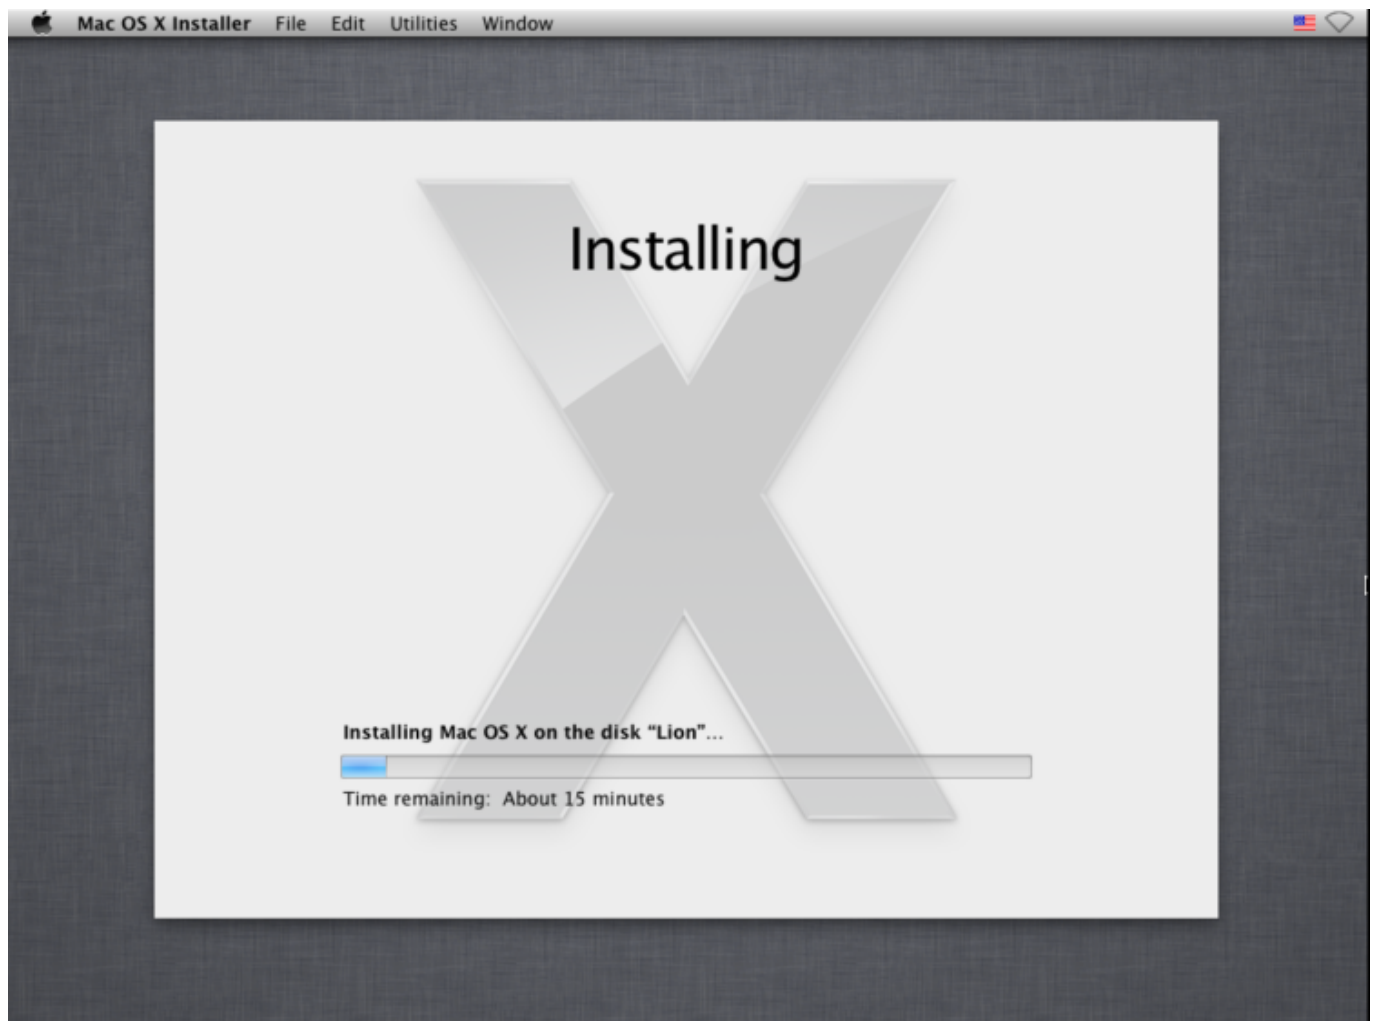 Mac OS X Installer File Edit Utilities Window
Installing
Installing Mac OS X on the disk “Lion”...
Time remaining: About 15 minutes